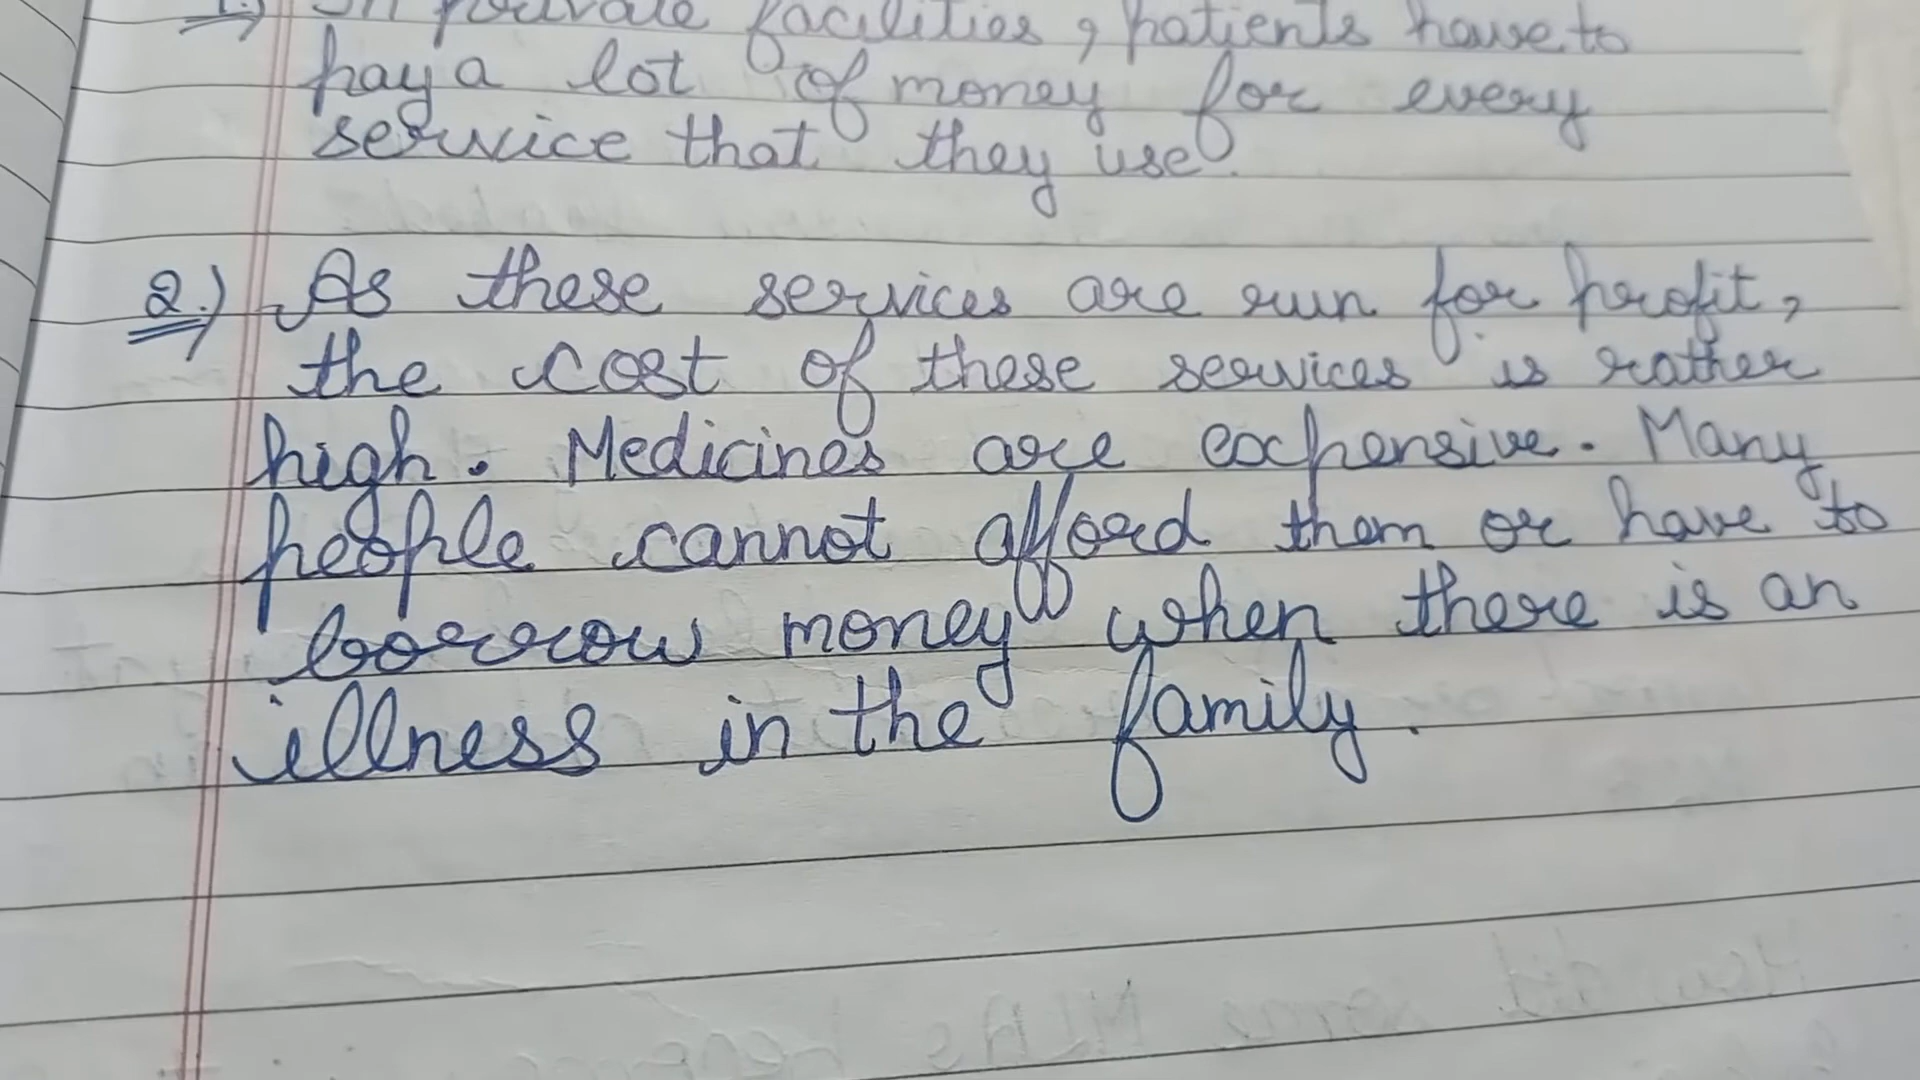 1.) In private facilities, patients have to
pay a lot of money for every
service that they use.
2.) As these services are run for profit,
the cost of these services is rather
high. Medicines are expensive. Many
people cannot afford them or have to
borrow money when there is an
illness in the family.